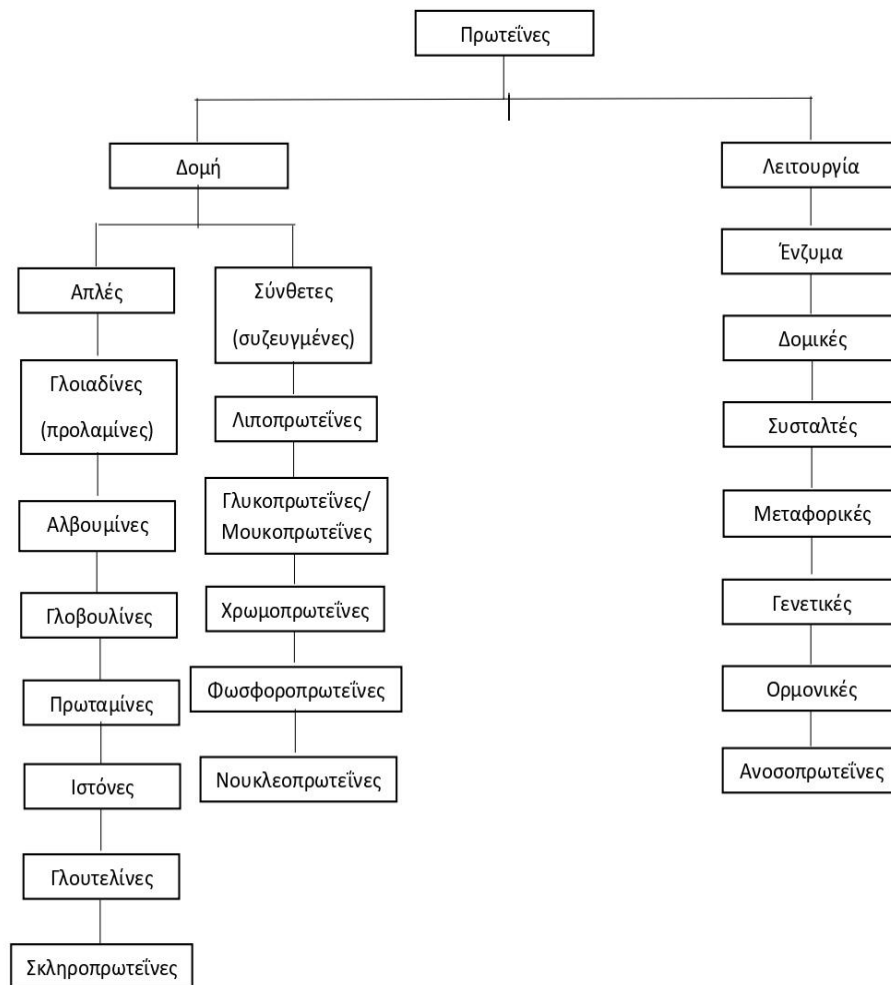 Πρωτεΐνες
Δομή
Απλές
Γλοιαδίνες
(προλαμίνες)
Αλβουμίνες
Γλοβουλίνες
Πρωταμίνες
Ιστόνες
Γλουτελίνες
Σκληροπρωτεΐνες
Σύνθετες
(συζευγμένες)
Λιποπρωτεΐνες
Γλυκοπρωτεΐνες/
Μουκοπρωτεΐνες
Χρωμοπρωτεΐνες
Φωσφοροπρωτεΐνες
Νουκλεοπρωτεΐνες
Λειτουργία
Ένζυμα
Δομικές
Συσταλτές
Μεταφορικές
Γενετικές
Ορμονικές
Ανοσοπρωτεΐνες